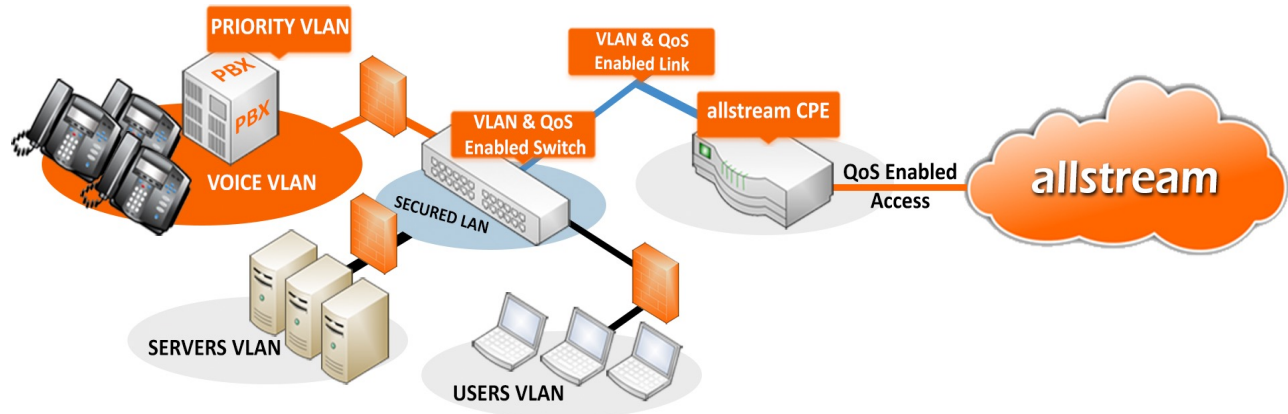 PRIORITY VLAN
PBX
PBX
VOICE VLAN
VLAN & QoS
Enabled Link
VLAN & QoS
Enabled Switch
allstream CPE
SECURED LAN
QoS Enabled
Access
allstream
SERVERS VLAN
USERS VLAN